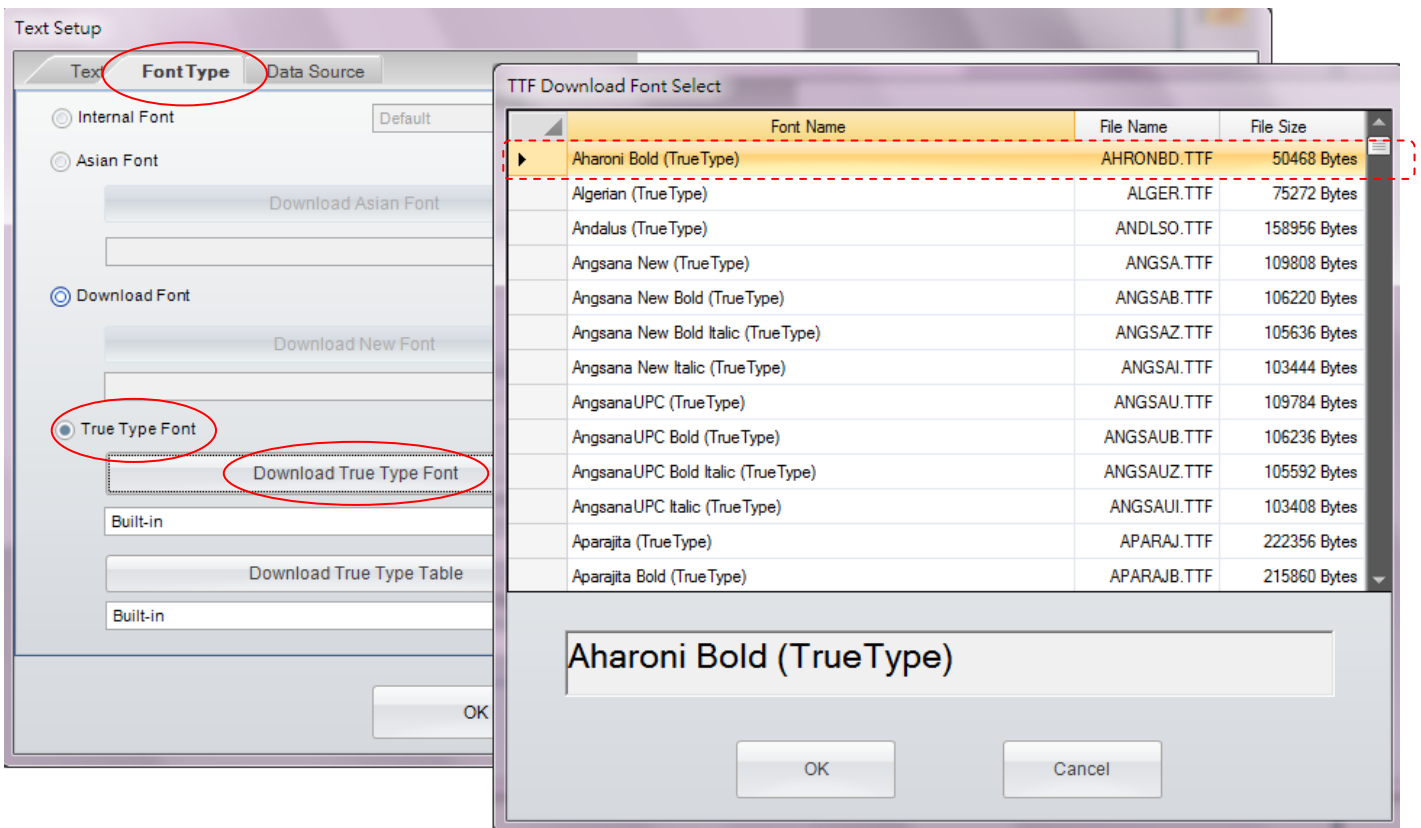 Text Setup
Text Font Type Data Source
Internal Font Default
Asian Font
Download Asian Font
Download Font
Download New Font
True Type Font
Download True Type Font
Built-in
Download True Type Table
Built-in
OK
TTF Download Font Select
Font Name File Name File Size
Aharoni Bold (TrueType) AHRONBD.TTF 50468 Bytes
Algerian (TrueType) ALGER.TTF 75272 Bytes
Andalus (TrueType) ANDLSO.TTF 158956 Bytes
Angsana New (TrueType) ANGSA.TTF 109808 Bytes
Angsana New Bold (TrueType) ANGSAB.TTF 106220 Bytes
Angsana New Bold Italic (TrueType) ANGSAZ.TTF 105636 Bytes
Angsana New Italic (TrueType) ANGSAI.TTF 103444 Bytes
AngsanaUPC (TrueType) ANGSAU.TTF 109784 Bytes
AngsanaUPC Bold (TrueType) ANGSAUB.TTF 106236 Bytes
AngsanaUPC Bold Italic (TrueType) ANGSAUZ.TTF 105592 Bytes
AngsanaUPC Italic (TrueType) ANGSAUI.TTF 103408 Bytes
Aparajita (TrueType) APARAJ.TTF 222356 Bytes
Aparajita Bold (TrueType) APARAJB.TTF 215860 Bytes
Aharoni Bold (TrueType)
OK Cancel